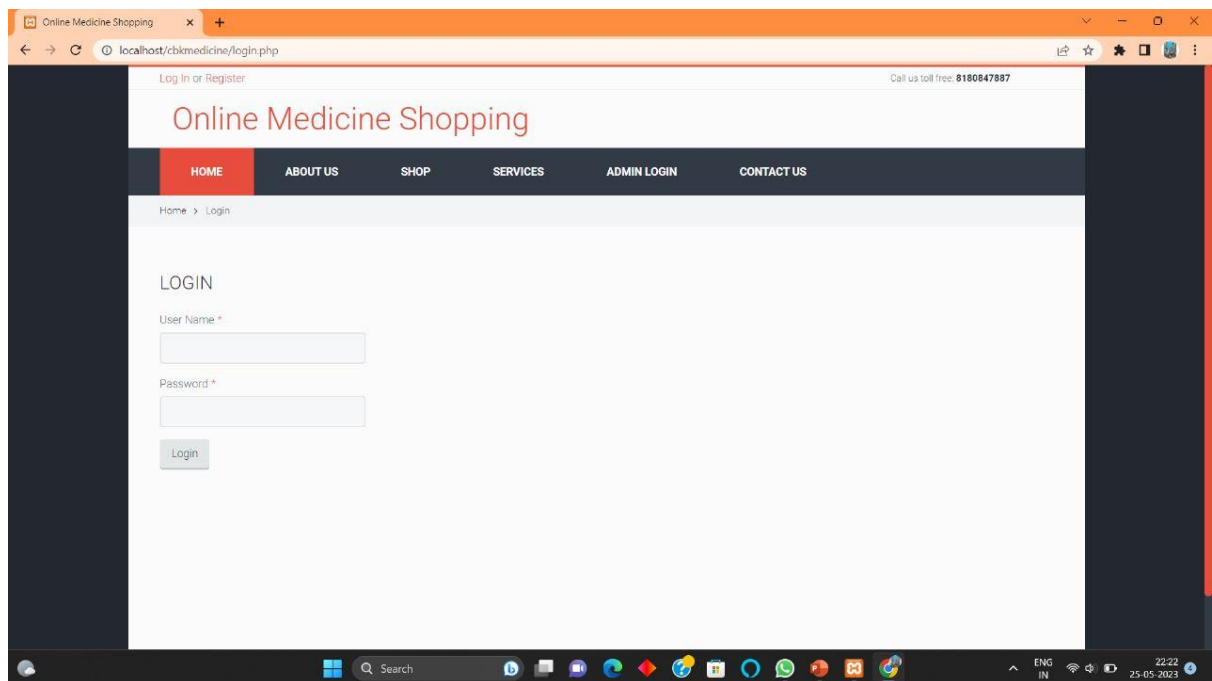 Online Medicine Shopping
localhost/cbkmedicine/login.php
Log In or Register
Call us toll free: 8180847887
Online Medicine Shopping
HOME ABOUT US SHOP SERVICES ADMIN LOGIN CONTACT US
Home > Login
LOGIN
User Name *
Password *
Login
Search
ENG
IN
22:22
25-05-2023
4